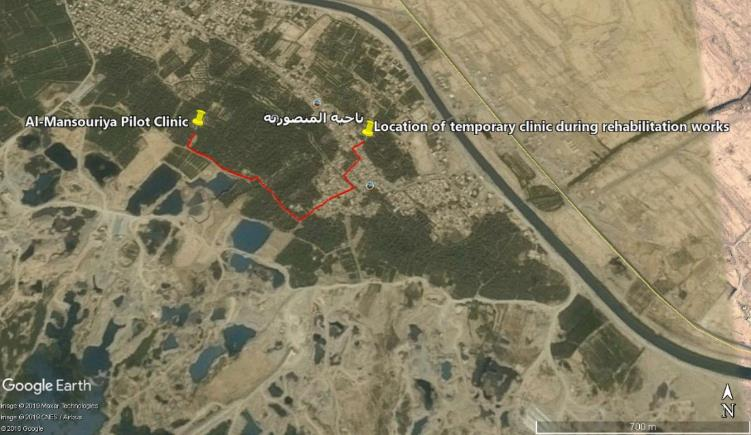 Al-Mansouriya Pilot Clinic
ناحية المنصورية
Location of temporary clinic during rehabilitation works
Google Earth
Image © 2019 Maxar Technologies
Image © 2019 CNES / Airbus
© 2018 Google
N
700 m